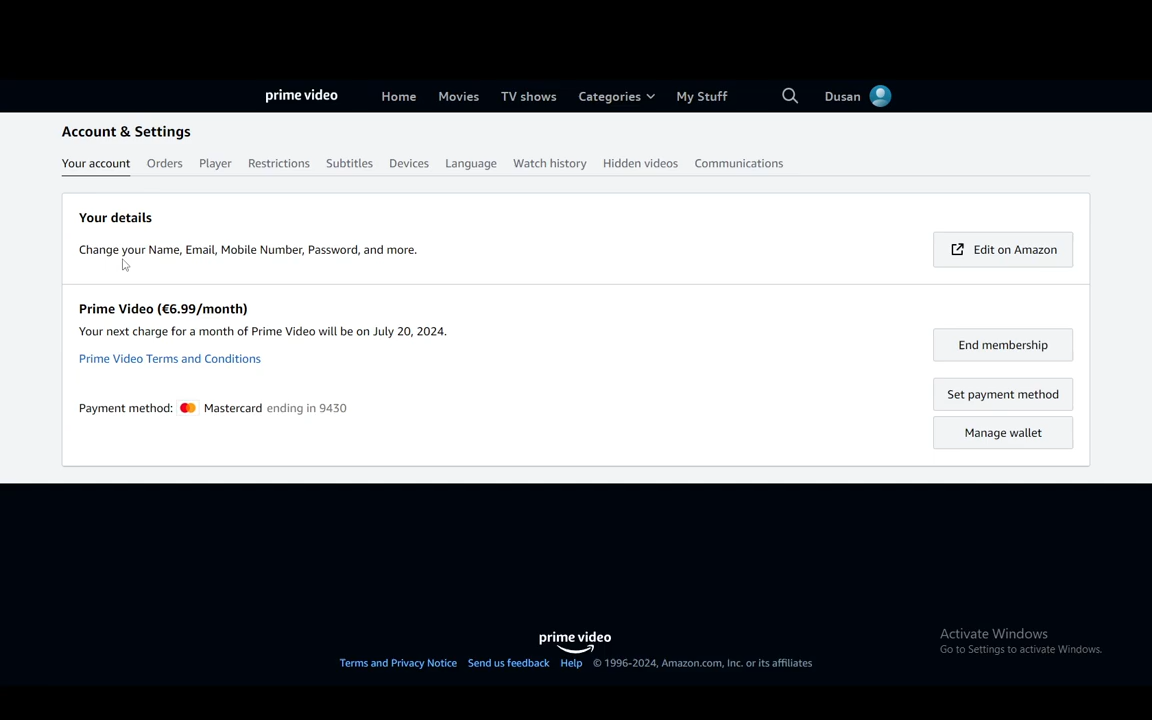 prime video Home Movies TV shows Categories My Stuff Dusan
Account & Settings
Your account Orders Player Restrictions Subtitles Devices Language Watch history Hidden videos Communications
Your details
Change your Name, Email, Mobile Number, Password, and more.
Edit on Amazon
Prime Video (€6.99/month)
Your next charge for a month of Prime Video will be on July 20, 2024.
End membership
Prime Video Terms and Conditions
Set payment method
Payment method: Mastercard ending in 9430
Manage wallet
prime video
Activate Windows
Go to Settings to activate Windows.
Terms and Privacy Notice Send us feedback Help © 1996-2024, Amazon.com, Inc. or its affiliates